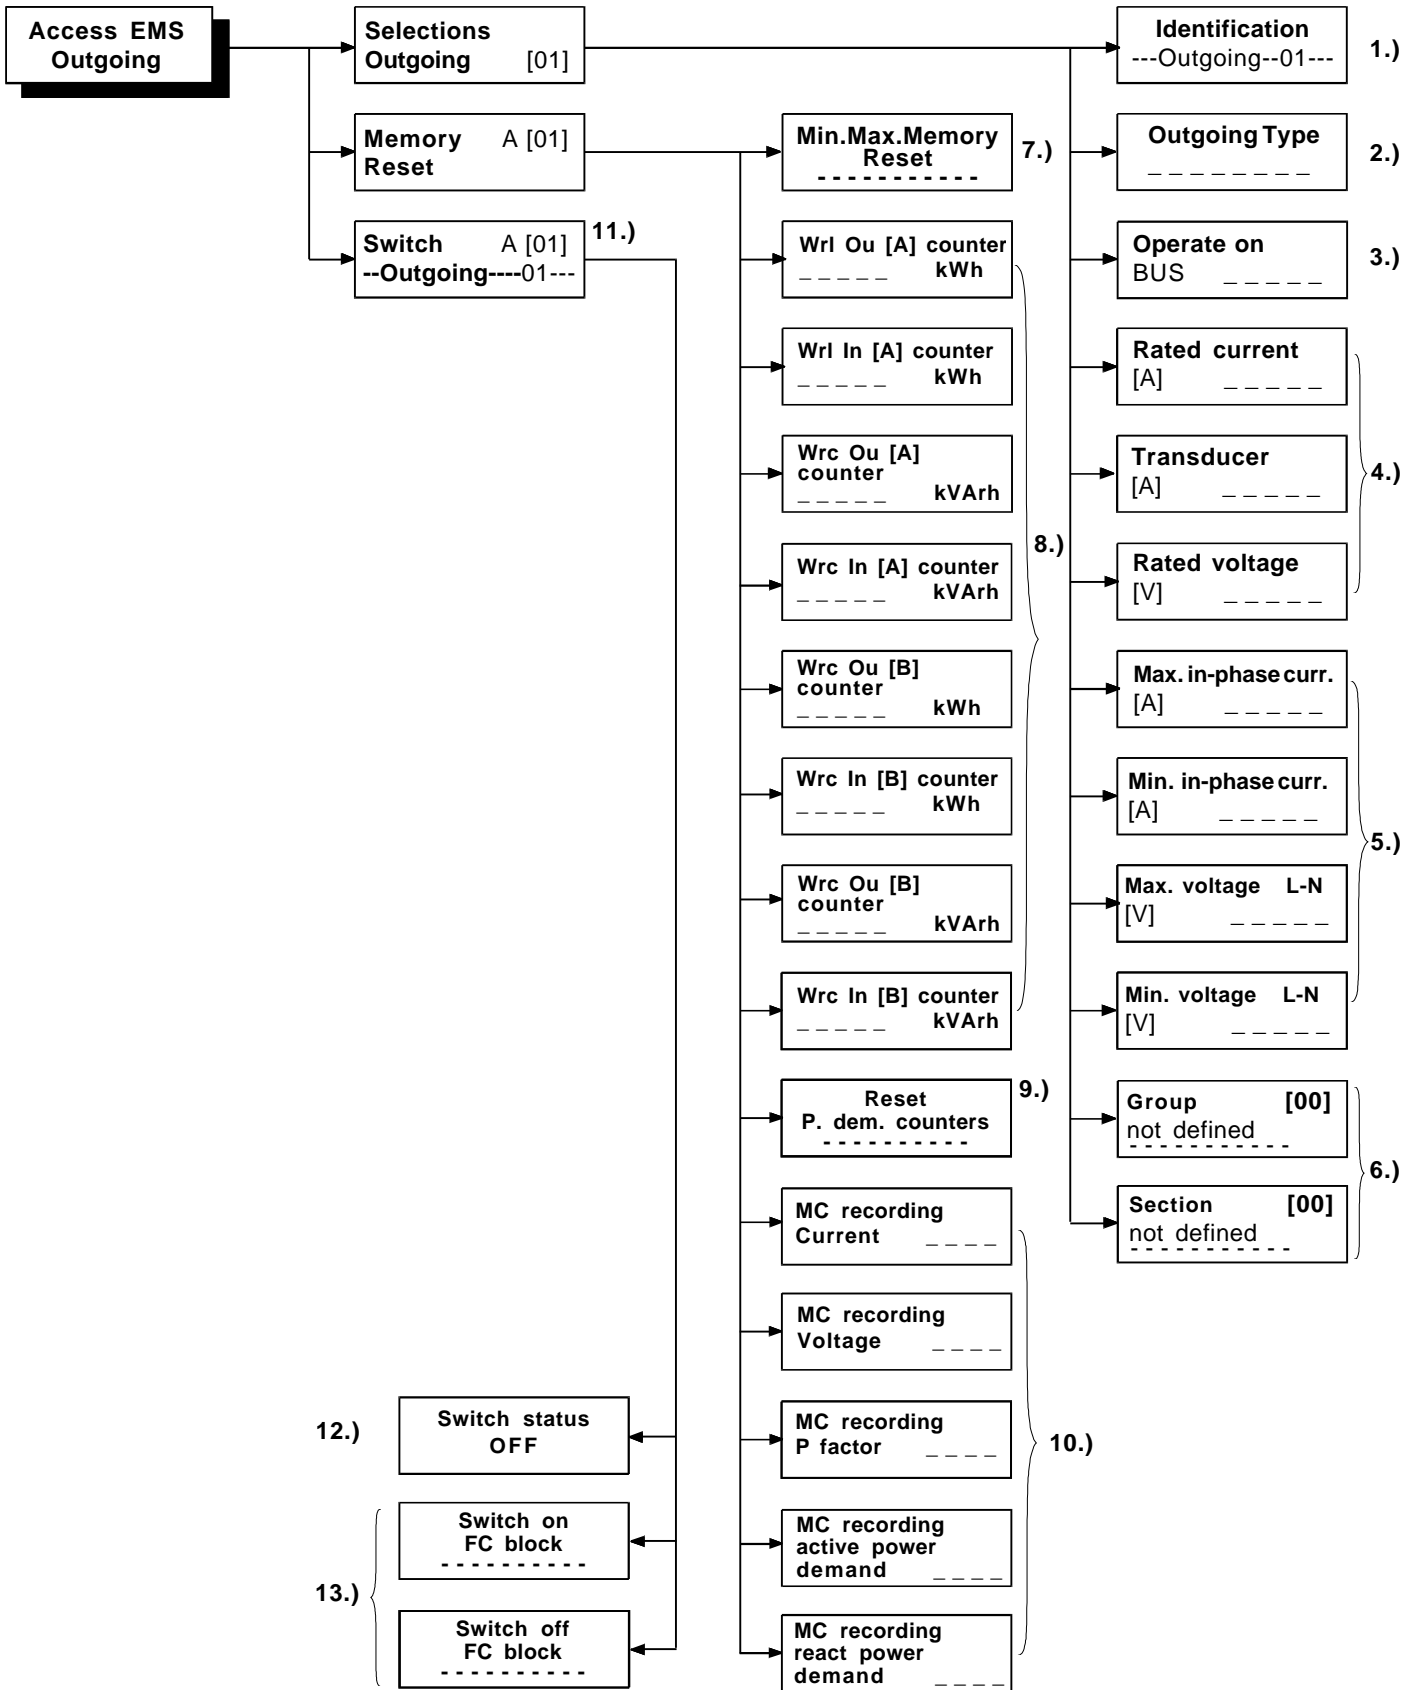 Access EMS
Outgoing
Selections
Outgoing [01]
Memory A [01]
Reset
Switch A [01]
--Outgoing----01---
11.)
Min.Max.Memory
Reset
- - - - - - - - - - -
7.)
Wrl Ou [A] counter
_ _ _ _ _ kWh
Wrl In [A] counter
_ _ _ _ _ kWh
Wrc Ou [A]
counter
_ _ _ _ _ kVArh
Wrc In [A] counter
_ _ _ _ _ kVArh
Wrc Ou [B]
counter
_ _ _ _ _ kWh
Wrc In [B] counter
_ _ _ _ _ kWh
Wrc Ou [B]
counter
_ _ _ _ _ kVArh
Wrc In [B] counter
_ _ _ _ _ kVArh
8.)
Reset
P. dem. counters
- - - - - - - - - -
9.)
MC recording
Current _ _ _ _
MC recording
Voltage _ _ _ _
MC recording
P factor _ _ _ _
MC recording
active power
demand _ _ _ _
MC recording
react power
demand _ _ _ _
10.)
Identification
---Outgoing--01---
1.)
Outgoing Type
_ _ _ _ _ _ _ _
2.)
Operate on
BUS _ _ _ _ _
3.)
Rated current
[A] _ _ _ _ _
Transducer
[A] _ _ _ _ _
Rated voltage
[V] _ _ _ _ _
4.)
Max. in-phase curr.
[A] _ _ _ _ _
Min. in-phase curr.
[A] _ _ _ _ _
Max. voltage L-N
[V] _ _ _ _ _
Min. voltage L-N
[V] _ _ _ _ _
5.)
Group [00]
not defined
- - - - - - - - - - -
Section [00]
not defined
- - - - - - - - - - -
6.)
12.)
Switch status
OFF
Switch on
FC block
- - - - - - - - - -
13.)
Switch off
FC block
- - - - - - - - - -